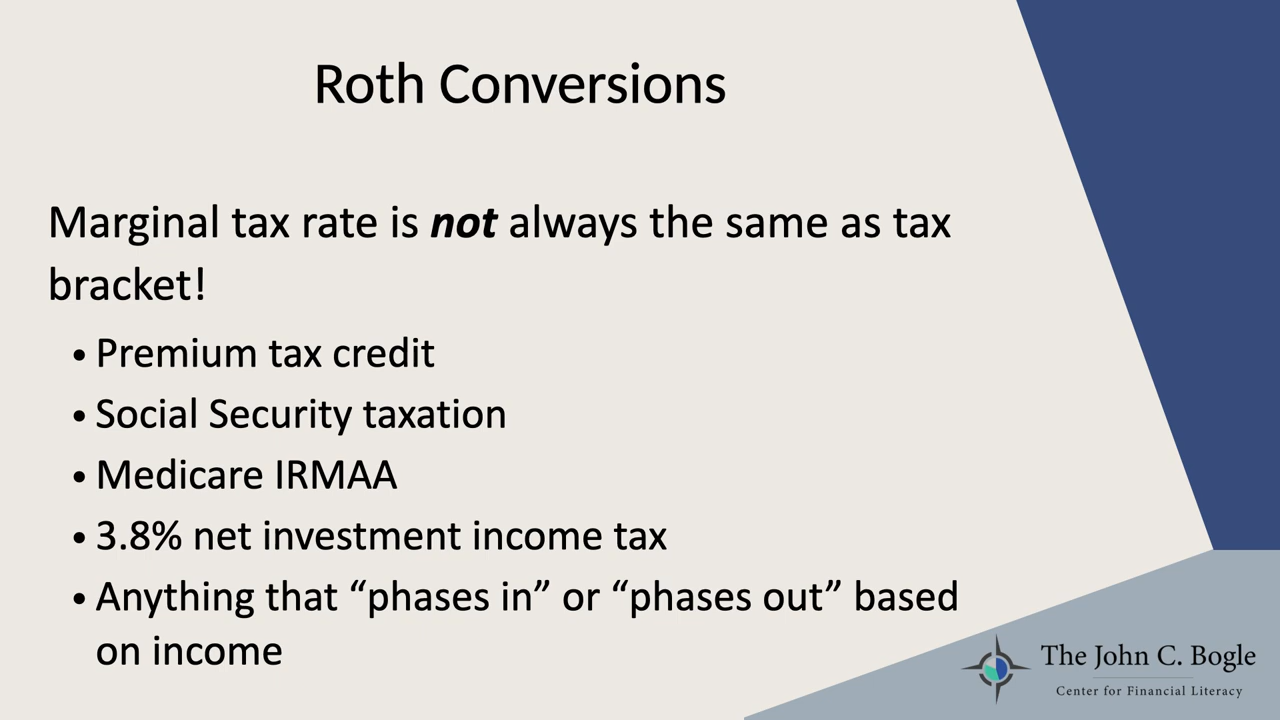 Roth Conversions
Marginal tax rate is not always the same as tax
bracket!
• Premium tax credit
• Social Security taxation
• Medicare IRMAA
• 3.8% net investment income tax
• Anything that “phases in” or “phases out” based
on income
The John C. Bogle
Center for Financial Literacy